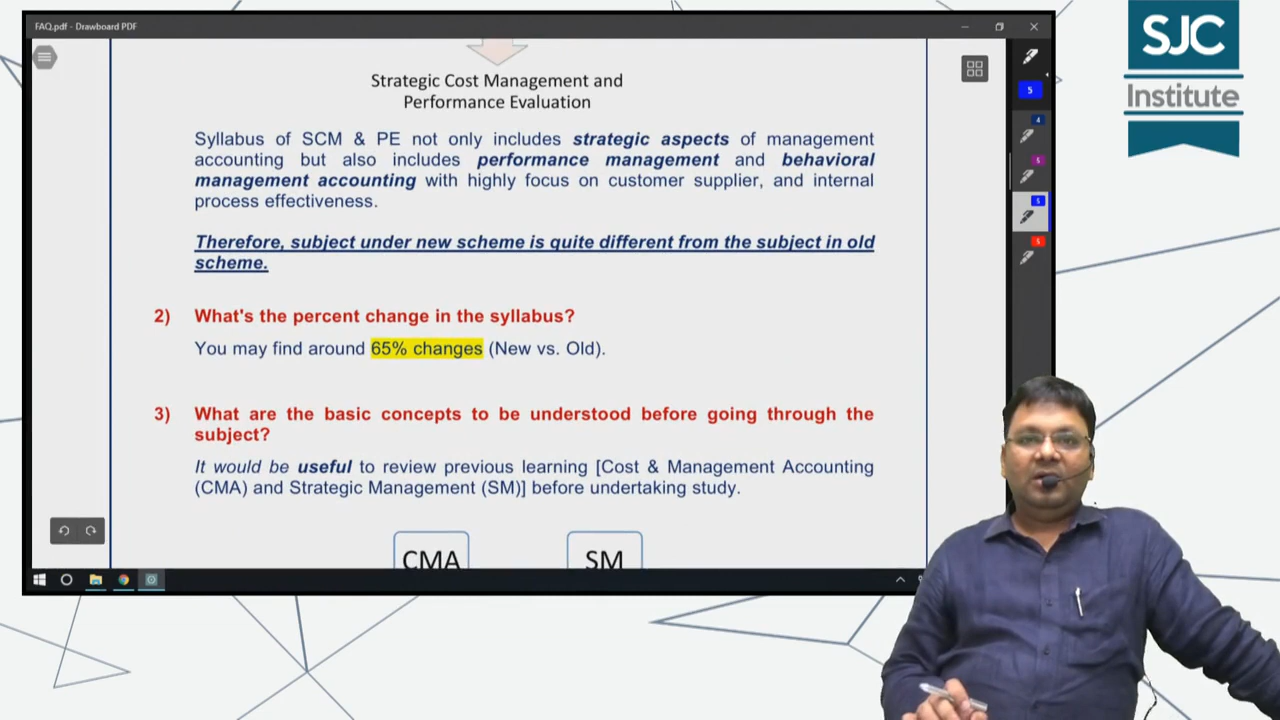 FAQ.pdf - Drawboard PDF
SJC
Institute
5
4
5
5
5
Strategic Cost Management and
Performance Evaluation
Syllabus of SCM & PE not only includes strategic aspects of management
accounting but also includes performance management and behavioral
management accounting with highly focus on customer supplier, and internal
process effectiveness.
Therefore, subject under new scheme is quite different from the subject in old
scheme.
2) What's the percent change in the syllabus?
You may find around 65% changes (New vs. Old).
3) What are the basic concepts to be understood before going through the
subject?
It would be useful to review previous learning [Cost & Management Accounting
(CMA) and Strategic Management (SM)] before undertaking study.
CMA SM